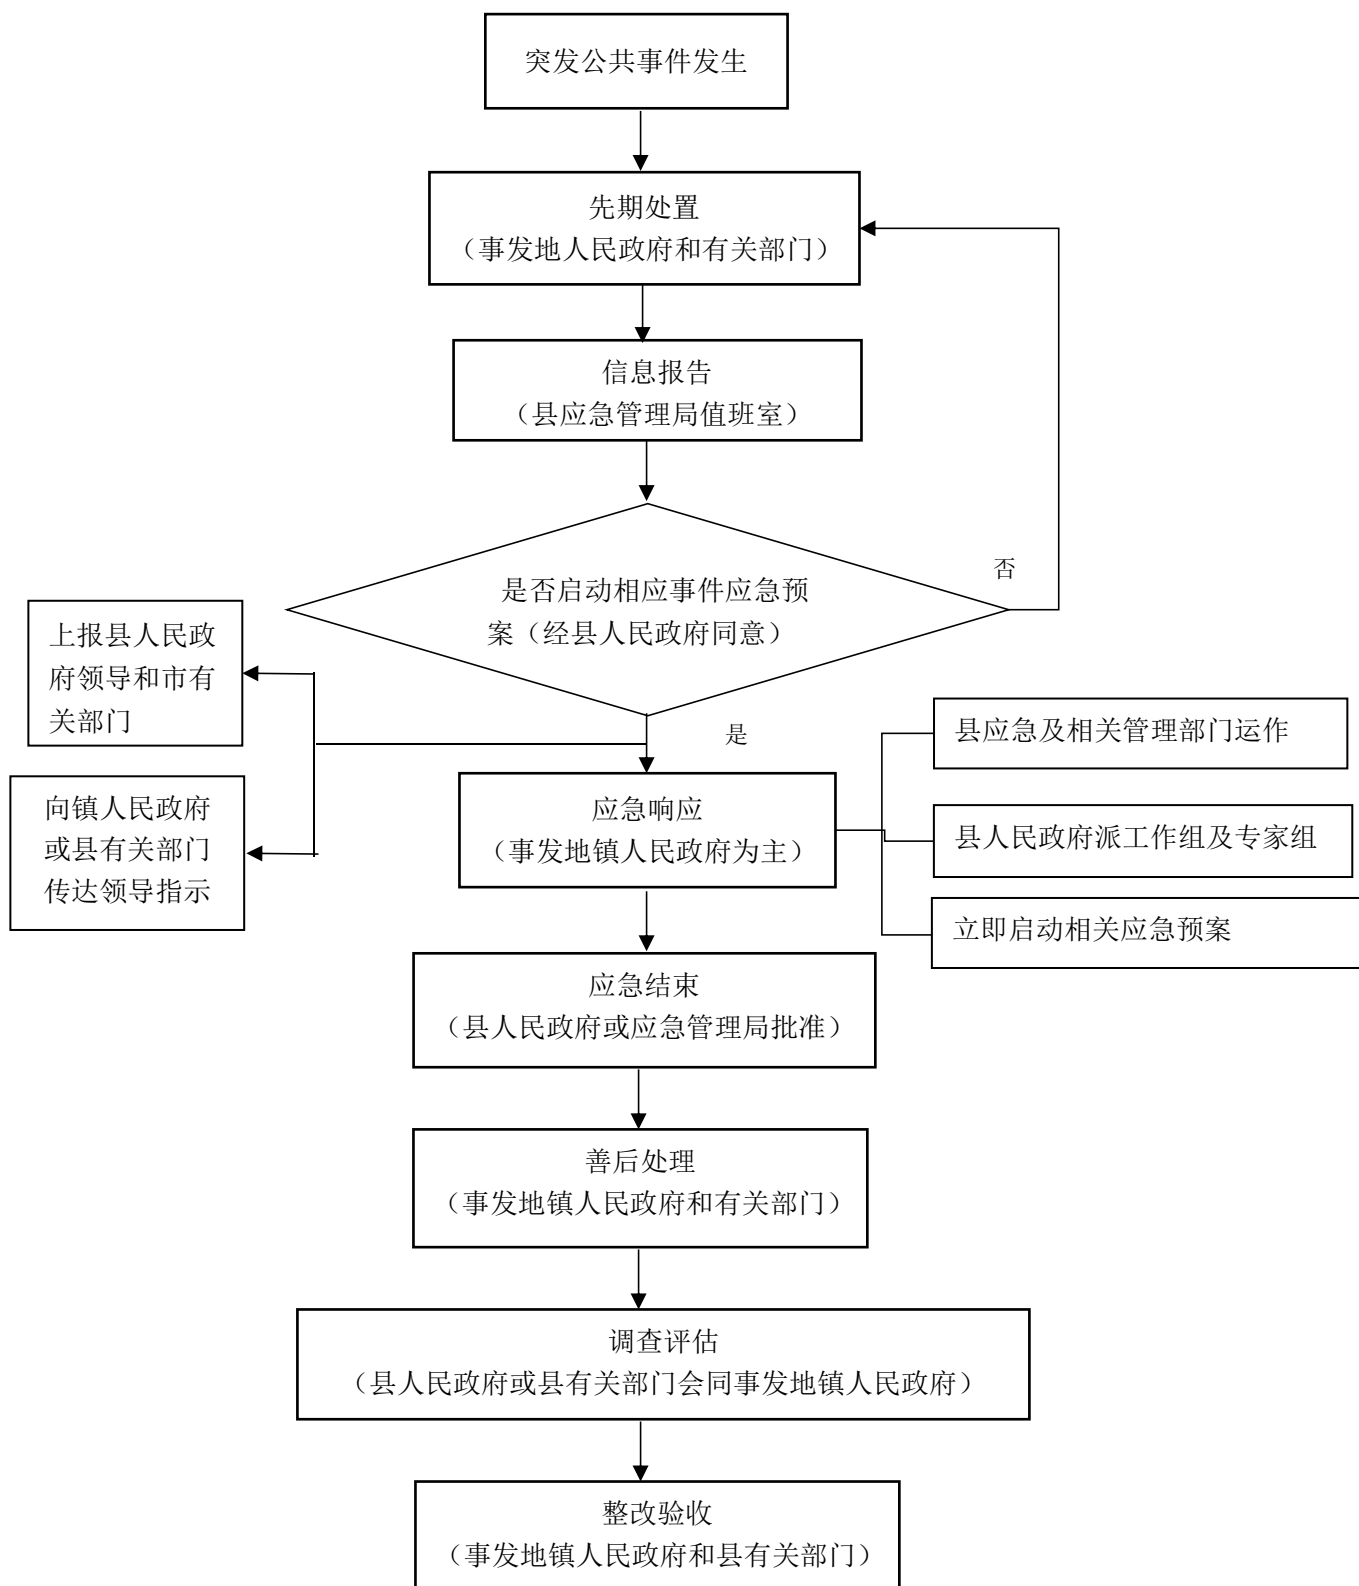 突发公共事件发生
先期处置
（事发地人民政府和有关部门）
信息报告
（县应急管理局值班室）
否
是否启动相应事件应急预
案（经县人民政府同意）
上报县人民政
府领导和市有
关部门
是
县应急及相关管理部门运作
向镇人民政府
或县有关部门
传达领导指示
应急响应
（事发地镇人民政府为主）
县人民政府派工作组及专家组
立即启动相关应急预案
应急结束
（县人民政府或应急管理局批准）
善后处理
（事发地镇人民政府和有关部门）
调查评估
（县人民政府或县有关部门会同事发地镇人民政府）
整改验收
（事发地镇人民政府和县有关部门）